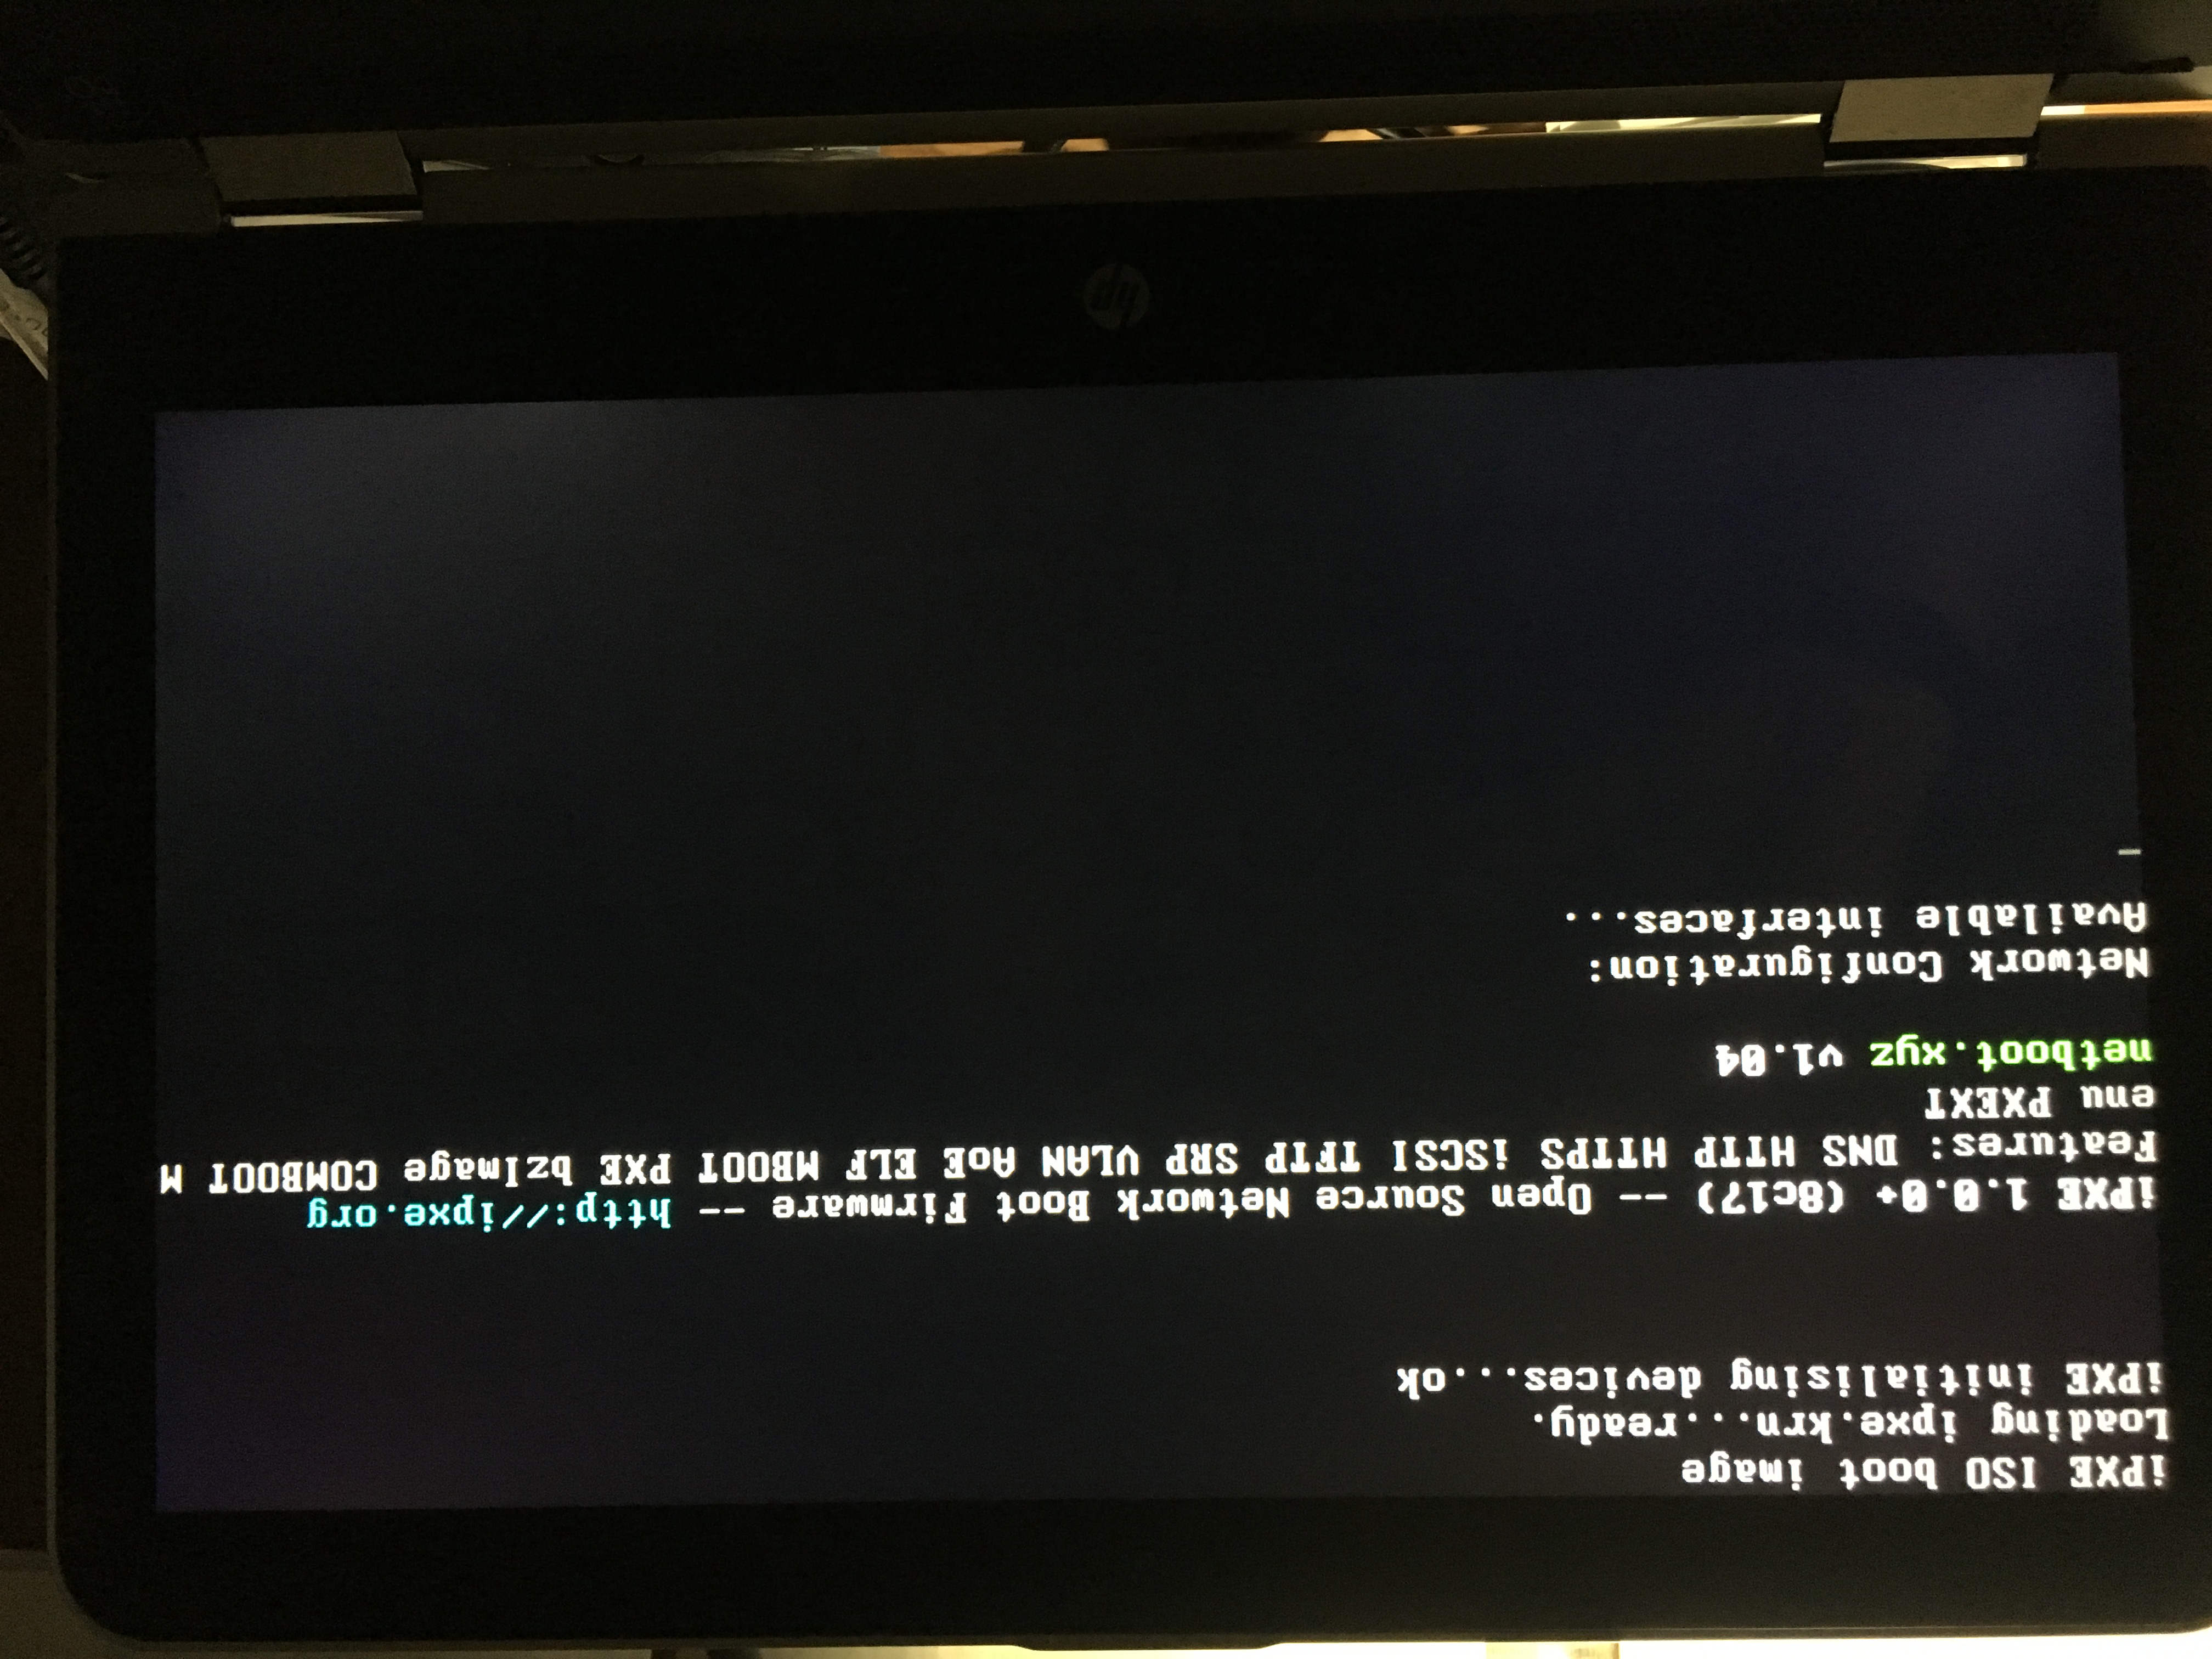 iPXE ISO boot image
Loading ipxe.krn...ready.
iPXE initialising devices...ok
iPXE 1.0.0+ (8c17) -- Open Source Network Boot Firmware -- http://ipxe.org
Features: DNS HTTP HTTPS iSCSI TFTP SRP VLAN AoE ELF MBOOT PXE bzImage COMBOOT M
enu PXEXT
netboot.xyz v1.04
Network Configuration:
Available interfaces...
hp